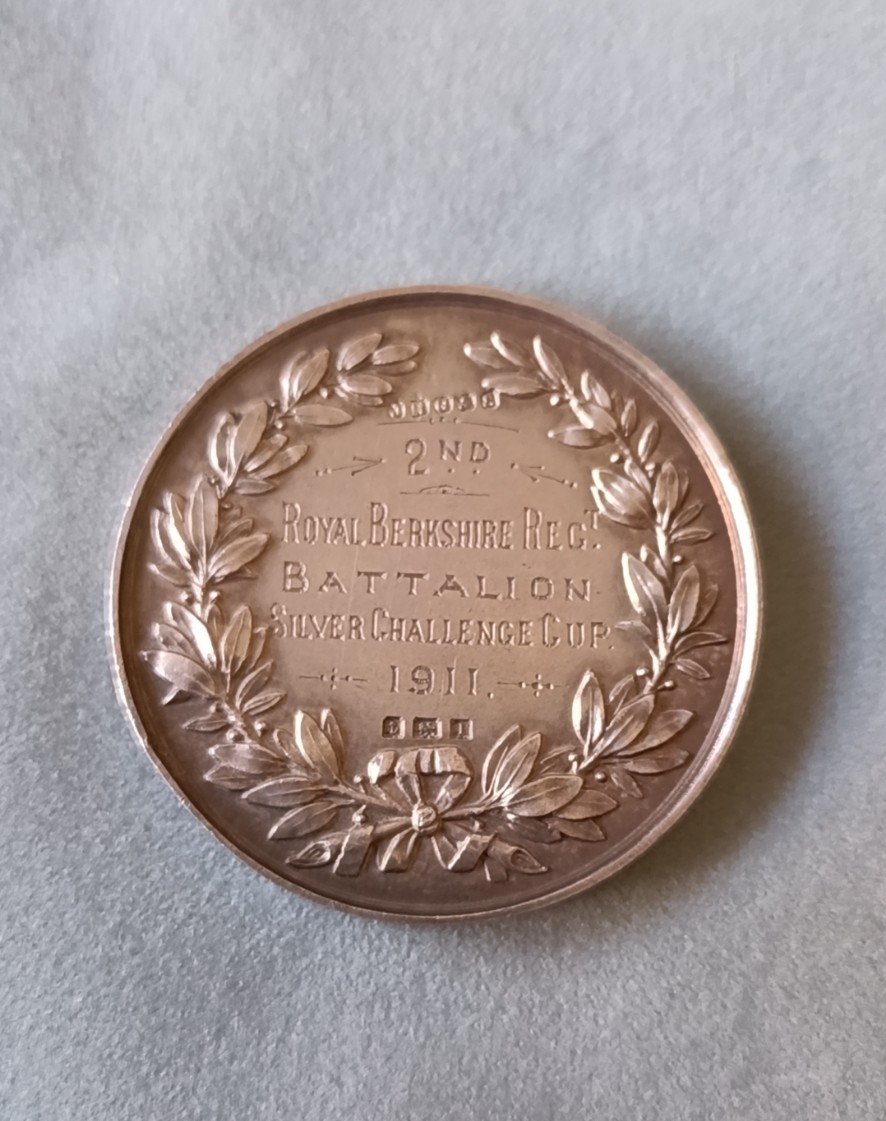 2ND
ROYAL BERKSHIRE REGT.
BATTALION
SILVER CHALLENGE CUP.
1911.